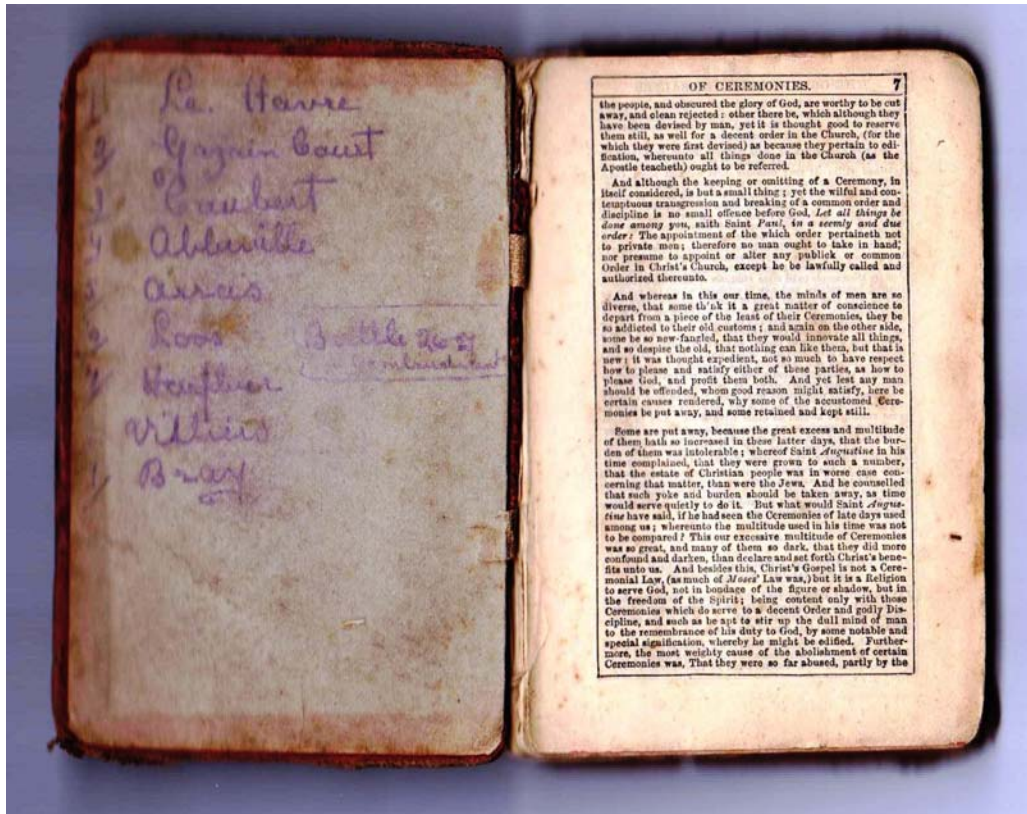 Le. Havre
Court
Abbeville
Arras
Loos
Battle 26
Villiers
Bray
OF CEREMONIES. 7
the people, and obscured the glory of God, are worthy to be cut
away, and clean rejected: other there be, which although they
have been devised by man, yet it is thought good to reserve
them still, as well for a decent order in the Church, (for the
which they were first devised) as because they pertain to edi-
fication, whereunto all things done in the Church (as the
Apostle teacheth) ought to be referred.
And although the keeping or omitting of a Ceremony, in
itself considered, is but a small thing; yet the wilful and con-
temptuous transgression and breaking of a common order and
discipline is no small offence before God, Let all things be
done among you, saith Saint Paul, in a seemly and due
order: The appointment of the which order pertaineth not
to private men; therefore no man ought to take in hand,
nor presume to appoint or alter any publick or common
Order in Christ's Church, except he be lawfully called and
authorized thereunto.
And whereas in this our time, the minds of men are so
diverse, that some think it a great matter of conscience to
depart from a piece of the least of their Ceremonies, they be
so addicted to their old customs; and again on the other side,
some be so new-fangled, that they would innovate all things,
and so despise the old, that nothing can like them, but that is
new: it was thought expedient, not so much to have respect
how to please and satisfy either of these parties, as how to
please God, and profit them both. And yet lest any man
should be offended, whom good reason might satisfy, here be
certain causes rendered, why some of the accustomed Cere-
monies be put away, and some retained and kept still.
Some are put away, because the great excess and multitude
of them hath so increased in these latter days, that the bur-
den of them was intolerable; whereof Saint Augustine in his
time complained, that they were grown to such a number,
that the estate of Christian people was in worse case con-
cerning that matter, than were the Jews. And he counselled
that such yoke and burden should be taken away, as time
would serve quietly to do it. But what would Saint Augus-
tine have said, if he had seen the Ceremonies of late days used
among us; whereunto the multitude used in his time was not
to be compared? This our excessive multitude of Ceremonies
was so great, and many of them so dark, that they did more
confound and darken, than declare and set forth Christ's bene-
fits unto us. And besides this, Christ's Gospel is not a Cere-
monial Law, (as much of Moses' Law was,) but it is a Religion
to serve God, not in bondage of the figure or shadow, but in
the freedom of the Spirit; being content only with those
Ceremonies which do serve to a decent Order and godly Dis-
cipline, and such as be apt to stir up the dull mind of man
to the remembrance of his duty to God, by some notable and
special signification, whereby he might be edified. Further-
more, the most weighty cause of the abolishment of certain
Ceremonies was, That they were so far abused, partly by the